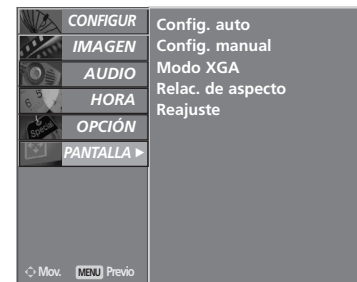 CONFIGUR
IMAGEN
AUDIO
HORA
OPCIÓN
PANTALLA ►
Mov. MENU Previo
Config. auto
Config. manual
Modo XGA
Relac. de aspecto
Reajuste
Special